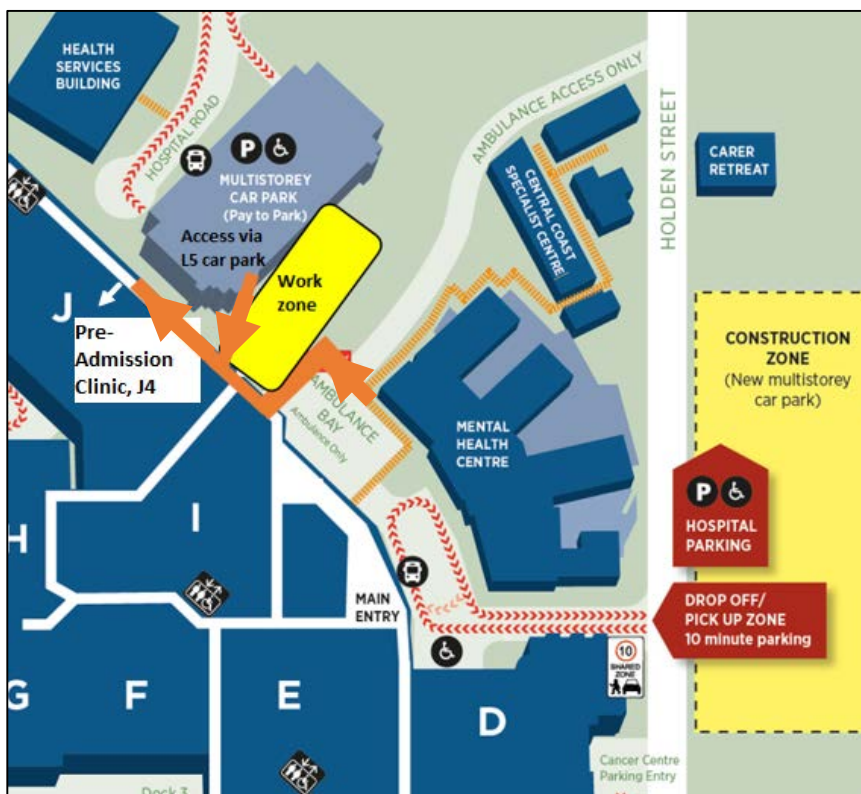 HEALTH
SERVICES
BUILDING
HOSPITAL ROAD
P
MULTISTOREY
CAR PARK
(Pay to Park)
Access via
L5 car park
Work
zone
AMBULANCE ACCESS ONLY
CENTRAL COAST
SPECIALIST CENTRE
HOLDEN STREET
CARER
RETREAT
J
Pre-
Admission
Clinic, J4
AMBULANCE
BAY
Ambulance Only
MENTAL
HEALTH
CENTRE
CONSTRUCTION
ZONE
(New multistorey
car park)
P
HOSPITAL
PARKING
H
I
MAIN
ENTRY
DROP OFF/
PICK UP ZONE
10 minute parking
10
SHARED
ZONE
G
F
E
D
Cancer Centre
Parking Entry
Dock 3